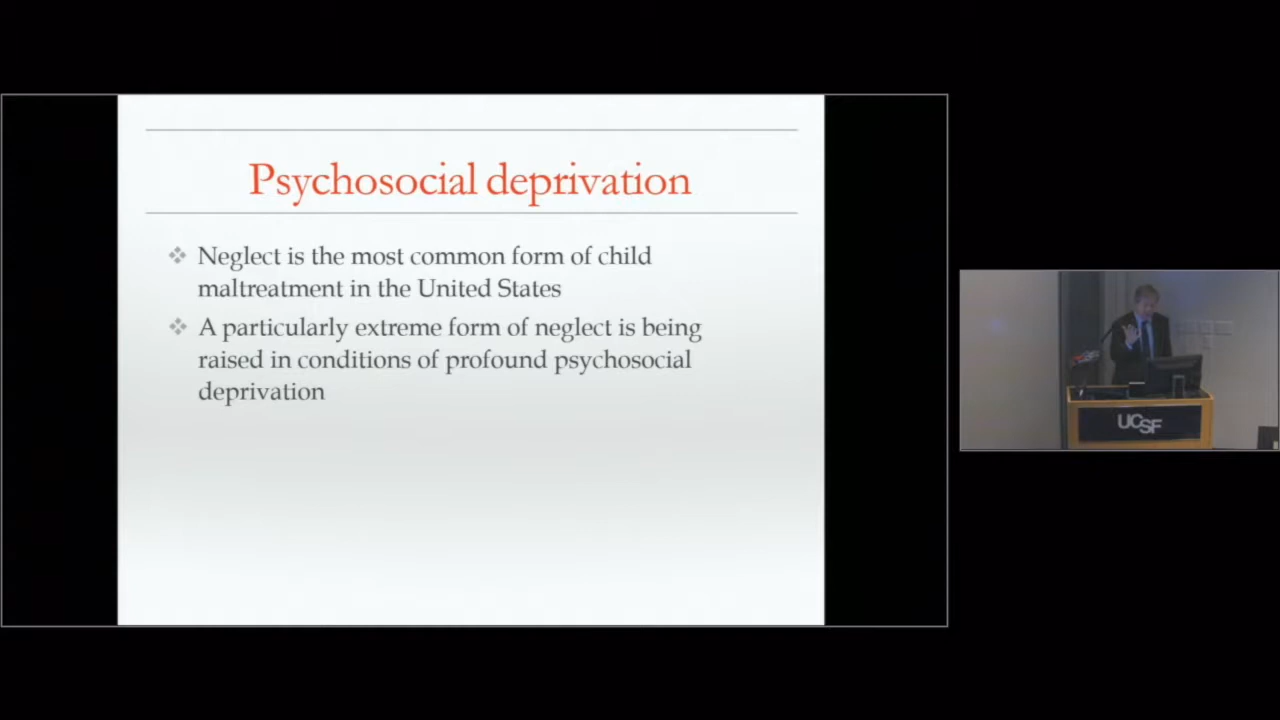 Psychosocial deprivation
Neglect is the most common form of child
maltreatment in the United States
A particularly extreme form of neglect is being
raised in conditions of profound psychosocial
deprivation
UCSF